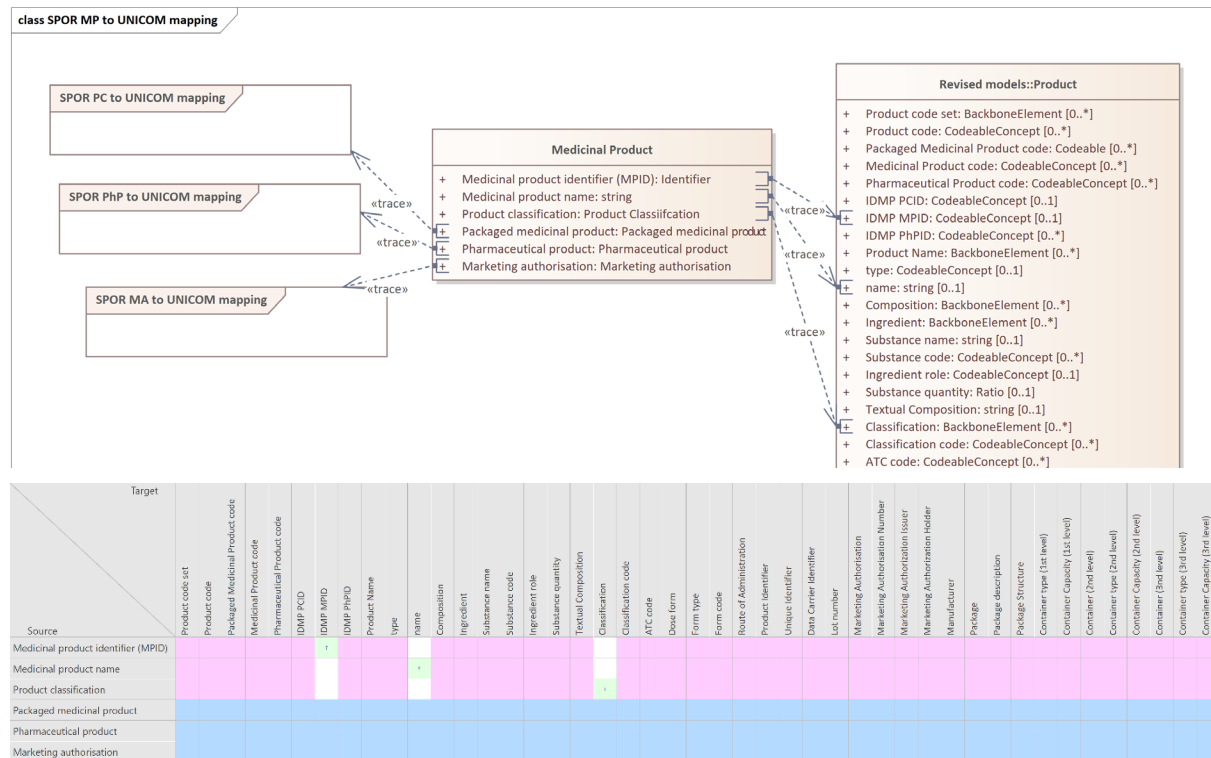 class SPOR MP to UNICOM mapping
SPOR PC to UNICOM mapping
SPOR PhP to UNICOM mapping
SPOR MA to UNICOM mapping
«trace»
«trace»
«trace»
Medicinal Product
+ Medicinal product identifier (MPID): Identifier
+ Medicinal product name: string
+ Product classification: Product Classiifcation
+ Packaged medicinal product: Packaged medicinal product
+ Pharmaceutical product: Pharmaceutical product
+ Marketing authorisation: Marketing authorisation
«trace»
«trace»
«trace»
Revised models::Product
+ Product code set: BackboneElement [0..*]
+ Product code: CodeableConcept [0..*]
+ Packaged Medicinal Product code: Codeable [0..*]
+ Medicinal Product code: CodeableConcept [0..*]
+ Pharmaceutical Product code: CodeableConcept [0..*]
+ IDMP PCID: CodeableConcept [0..1]
+ IDMP MPID: CodeableConcept [0..1]
+ IDMP PhPID: CodeableConcept [0..*]
+ Product Name: BackboneElement [0..*]
+ type: CodeableConcept [0..1]
+ name: string [0..1]
+ Composition: BackboneElement [0..*]
+ Ingredient: BackboneElement [0..*]
+ Substance name: string [0..1]
+ Substance code: CodeableConcept [0..*]
+ Ingredient role: CodeableConcept [0..1]
+ Substance quantity: Ratio [0..1]
+ Textual Composition: string [0..1]
+ Classification: BackboneElement [0..*]
+ Classification code: CodeableConcept [0..*]
+ ATC code: CodeableConcept [0..*]
Target
Source
Product code set
Product code
Packaged Medicinal Product code
Medicinal Product code
Pharmaceutical Product code
IDMP PCID
IDMP MPID
IDMP PhPID
Product Name
type
name
Composition
Ingredient
Substance name
Substance code
Ingredient role
Substance quantity
Textual Composition
Classification
Classification code
ATC code
Dose form
Form type
Form code
Route of Administration
Product Identifier
Unique Identifier
Data Carrier Identifier
Lot number
Marketing Authorisation
Marketing Authorisation Number
Marketing Authorization Issuer
Marketing Authorization Holder
Manufacturer
Package
Package description
Package Structure
Container type (1st level)
Container Capacity (1st level)
Container (2nd level)
Container type (2nd level)
Container Capacity (2nd level)
Container (3nd level)
Container type (3rd level)
Container Capacity (3rd level)
Medicinal product identifier (MPID)
↑
Medicinal product name
↑
Product classification
↑
Packaged medicinal product
Pharmaceutical product
Marketing authorisation